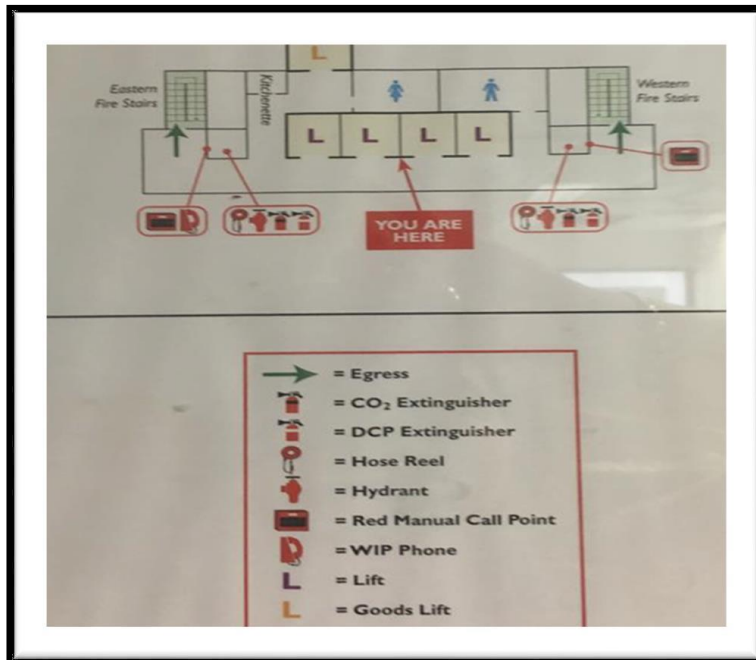 L
Eastern
Fire Stairs
Kitchenette
Western
Fire Stairs
L L L L
YOU ARE
HERE
= Egress
= CO₂ Extinguisher
= DCP Extinguisher
= Hose Reel
= Hydrant
= Red Manual Call Point
= WIP Phone
L = Lift
L = Goods Lift